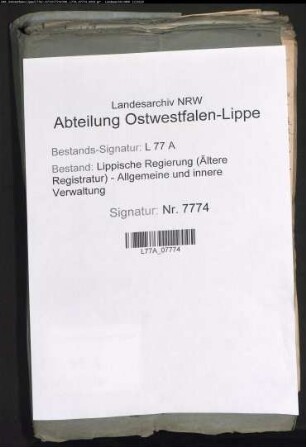 Landesarchiv NRW
Abteilung Ostwestfalen-Lippe
Bestands-Signatur: L 77 A
Bestand: Lippische Regierung (Ältere
Registratur) - Allgemeine und innere
Verwaltung
Signatur: Nr. 7774
L77A_07774